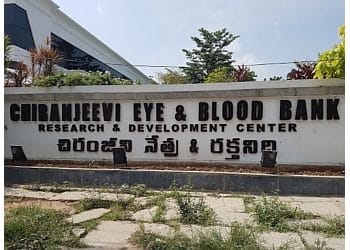 CHIRANJEEVI EYE & BLOOD BANK
RESEARCH & DEVELOPMENT CENTER
చిరంజీవి నేత్ర & రక్తనిధి